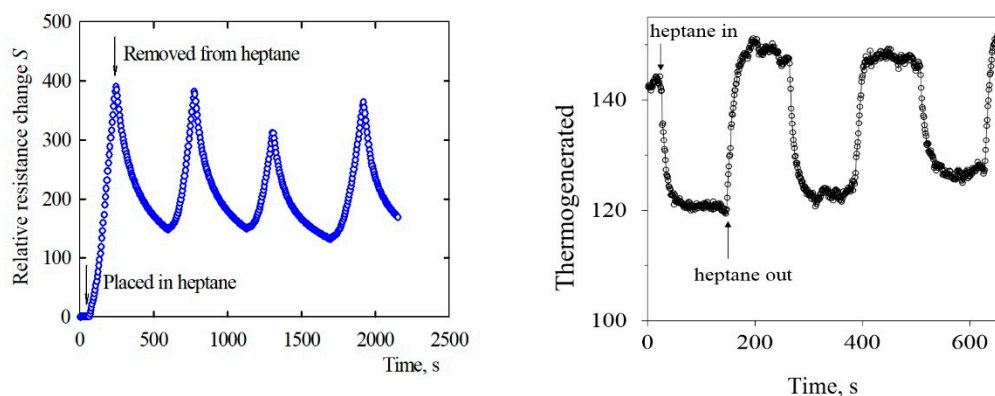 Relative resistance change S
500
400
300
200
100
0
Removed from heptane
Placed in heptane
0
500
1000
1500
2000
2500
Time, s
Thermogenerated
140
120
100
heptane in
heptane out
0
200
400
600
Time, s